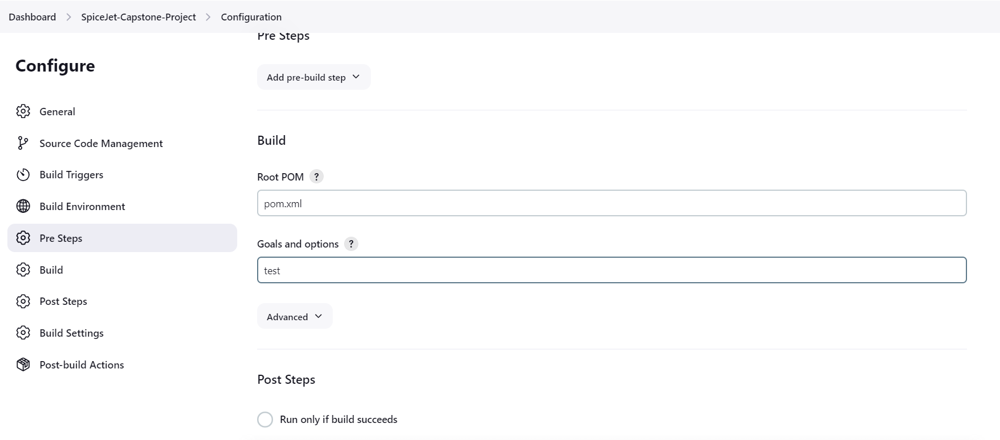 Dashboard > SpiceJet-Capstone-Project > Configuration
Configure
General
Source Code Management
Build Triggers
Build Environment
Pre Steps
Build
Post Steps
Build Settings
Post-build Actions
Pre Steps
Add pre-build step
Build
Root POM ?
pom.xml
Goals and options ?
test
Advanced
Post Steps
Run only if build succeeds